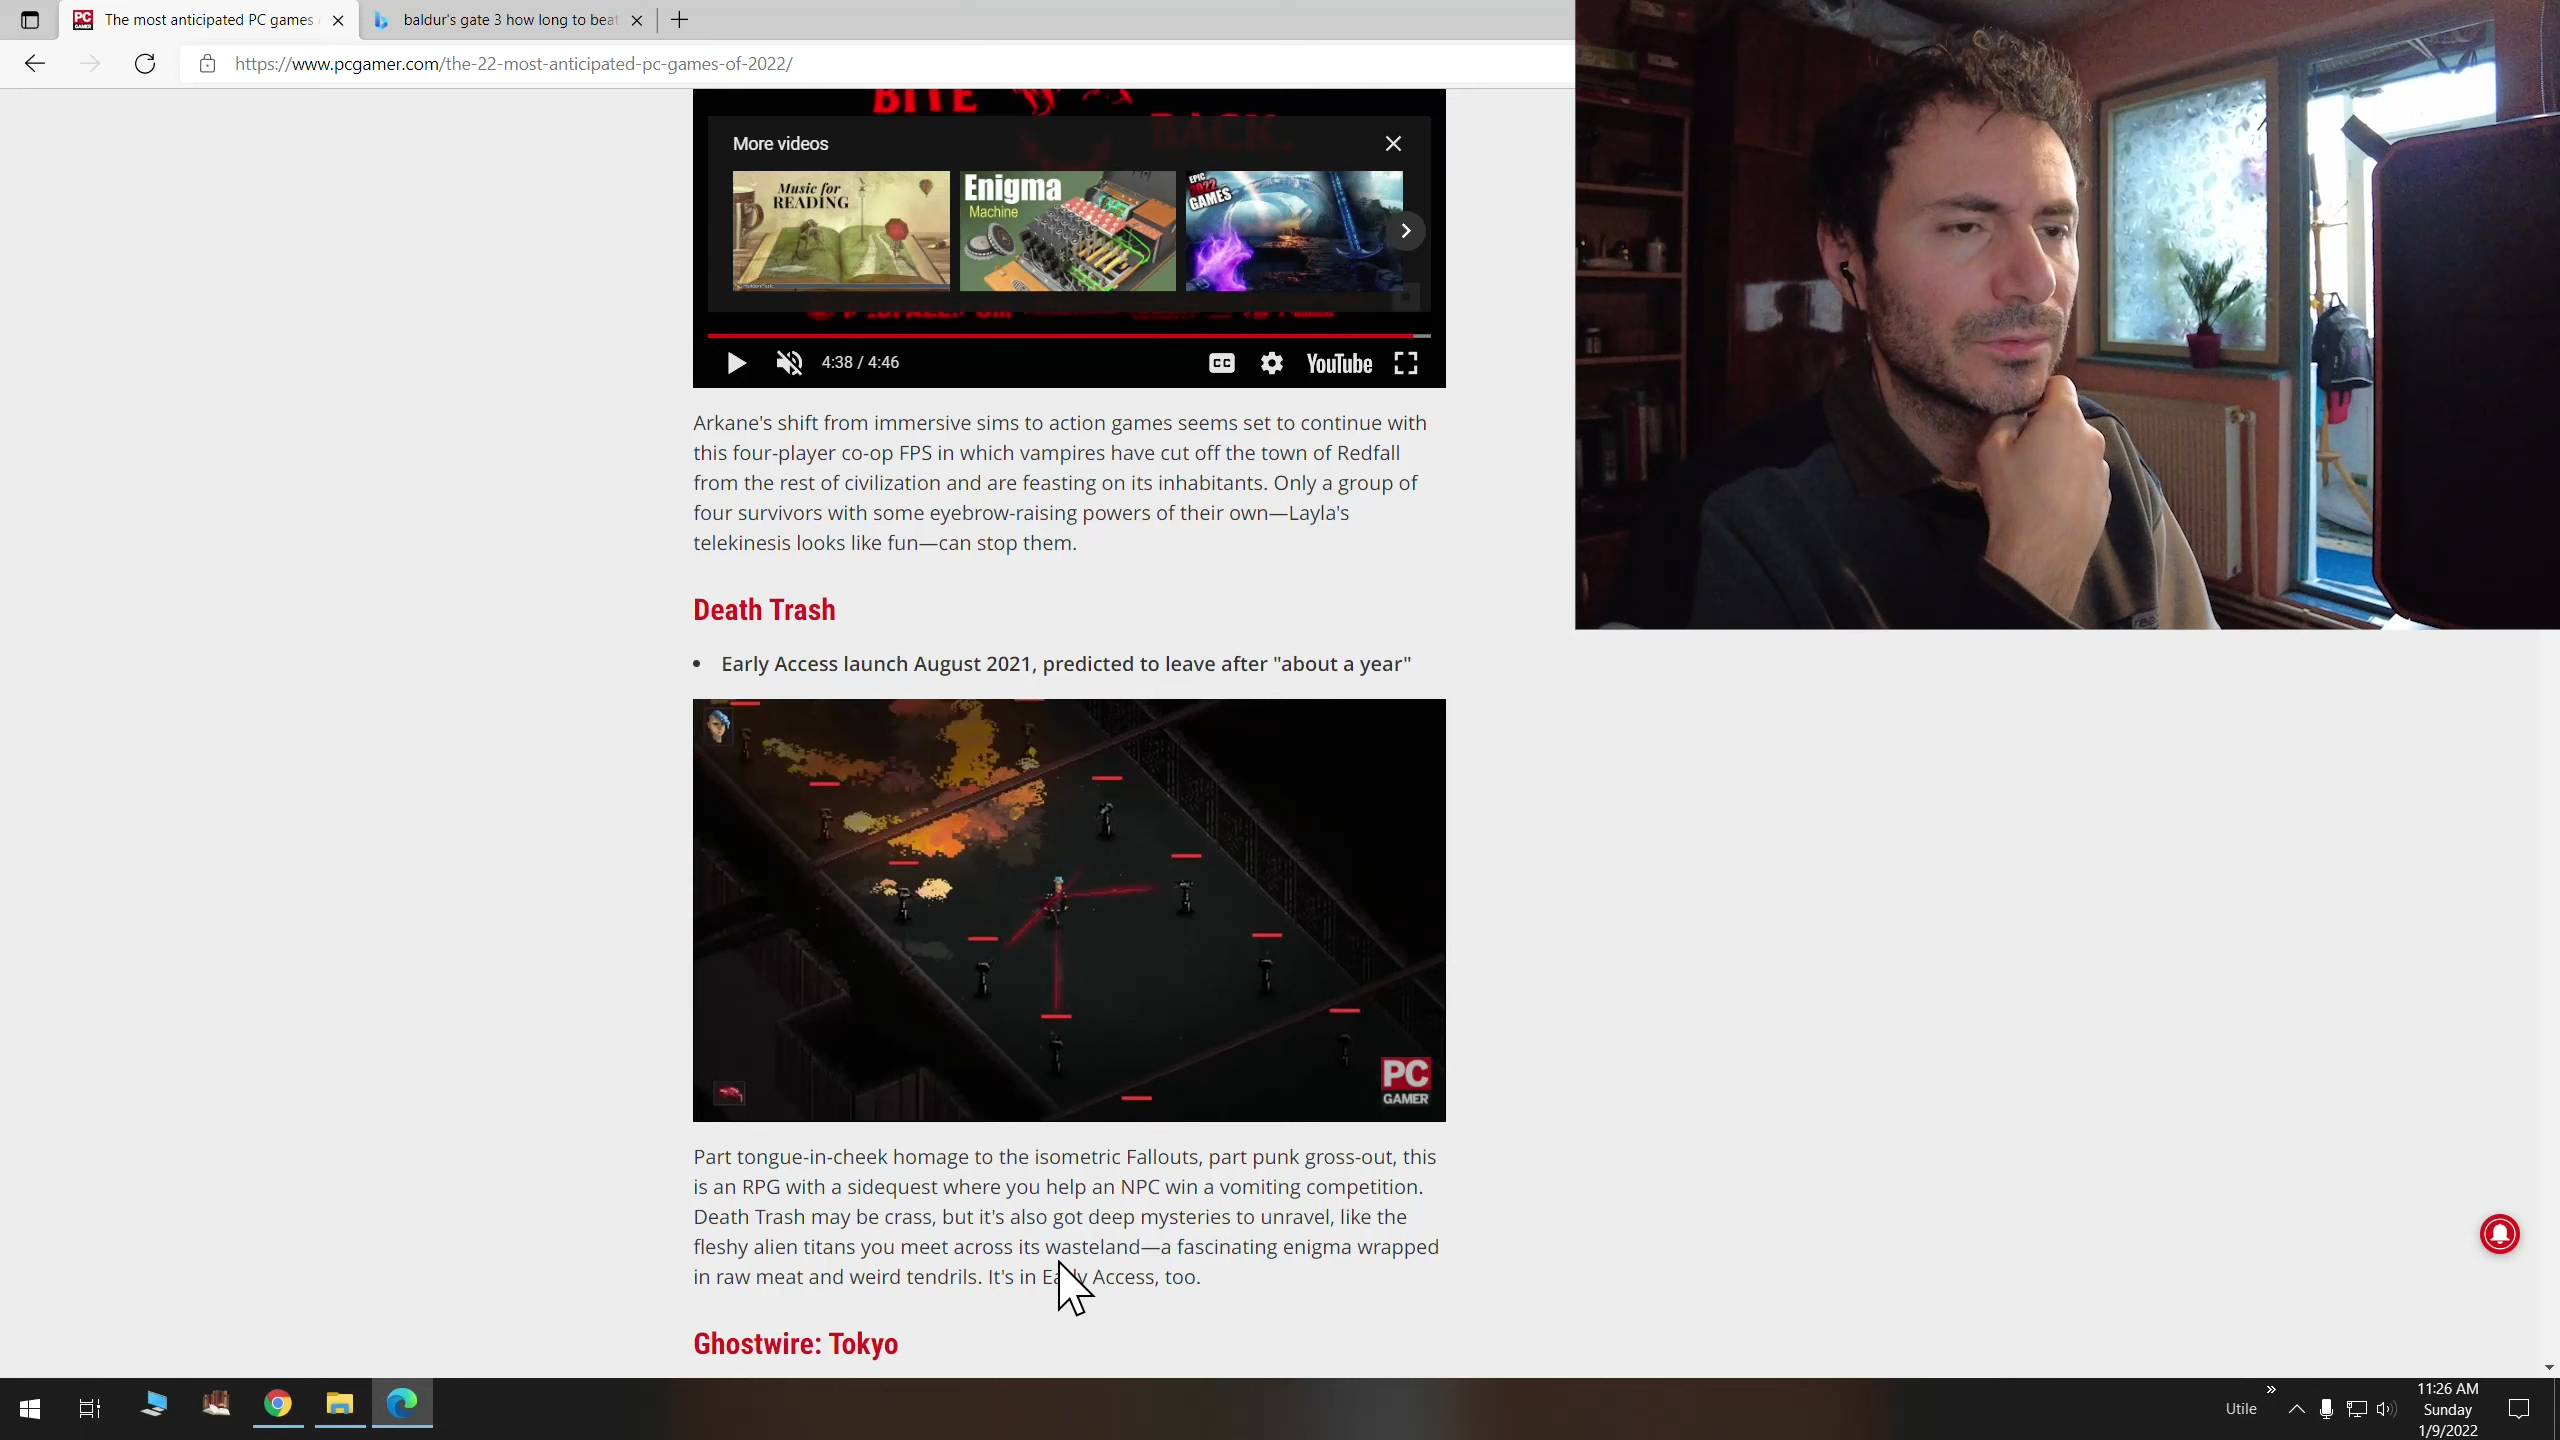 The most anticipated PC games
baldur's gate 3 how long to beat
https://www.pcgamer.com/the-22-most-anticipated-pc-games-of-2022/
BITE
BACK.
More videos
Music for
READING
Enigma
Machine
EPIC
2022
GAMES
4:38 / 4:46
CC
YouTube
Arkane's shift from immersive sims to action games seems set to continue with
this four-player co-op FPS in which vampires have cut off the town of Redfall
from the rest of civilization and are feasting on its inhabitants. Only a group of
four survivors with some eyebrow-raising powers of their own—Layla's
telekinesis looks like fun—can stop them.
Death Trash
• Early Access launch August 2021, predicted to leave after "about a year"
PC
GAMER
Part tongue-in-cheek homage to the isometric Fallouts, part punk gross-out, this
is an RPG with a sidequest where you help an NPC win a vomiting competition.
Death Trash may be crass, but it's also got deep mysteries to unravel, like the
fleshy alien titans you meet across its wasteland—a fascinating enigma wrapped
in raw meat and weird tendrils. It's in Early Access, too.
Ghostwire: Tokyo
Utile
11:26 AM
Sunday
1/9/2022